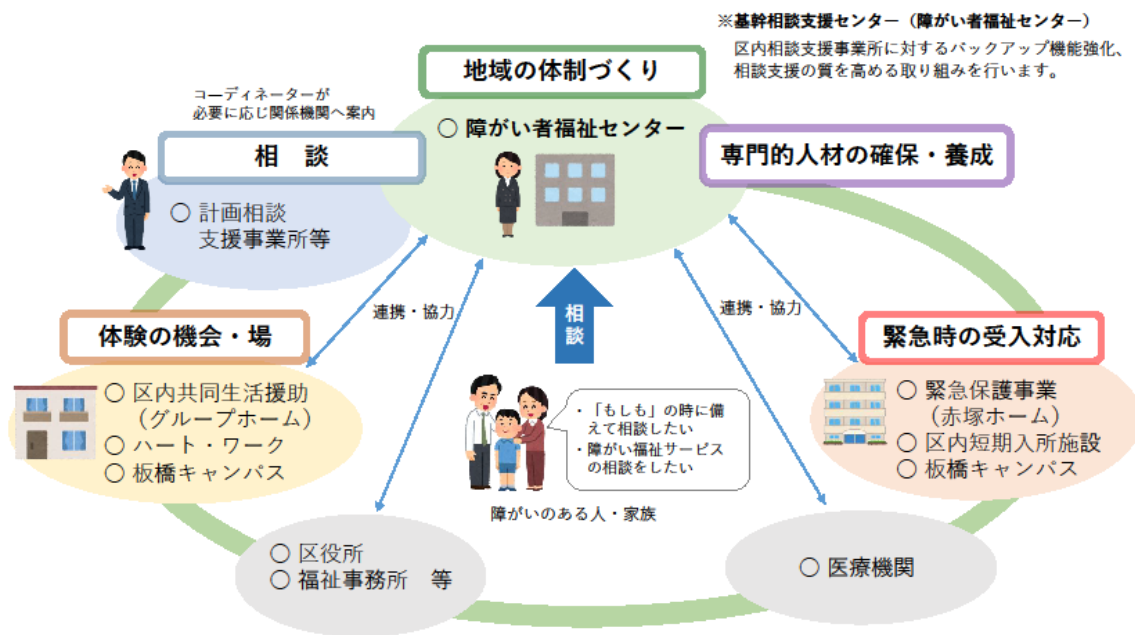 ※基幹相談支援センター（障がい者福祉センター）
区内相談支援事業所に対するバックアップ機能強化、
相談支援の質を高める取り組みを行います。
地域の体制づくり
○ 障がい者福祉センター
コーディネーターが
必要に応じ関係機関へ案内
相　談
○ 計画相談
支援事業所等
専門的人材の確保・養成
連携・協力
相談
連携・協力
体験の機会・場
○ 区内共同生活援助
（グループホーム）
○ ハート・ワーク
○ 板橋キャンパス
・「もしも」の時に備
えて相談したい
・障がい福祉サービス
の相談をしたい
障がいのある人・家族
緊急時の受入対応
○ 緊急保護事業
（赤塚ホーム）
○ 区内短期入所施設
○ 板橋キャンパス
○ 区役所
○ 福祉事務所　等
○ 医療機関